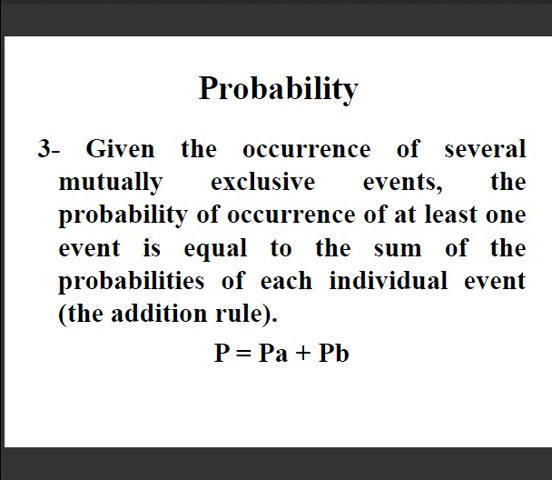 Probability
3- Given the occurrence of several
mutually exclusive events, the
probability of occurrence of at least one
event is equal to the sum of the
probabilities of each individual event
(the addition rule).
P = Pa + Pb